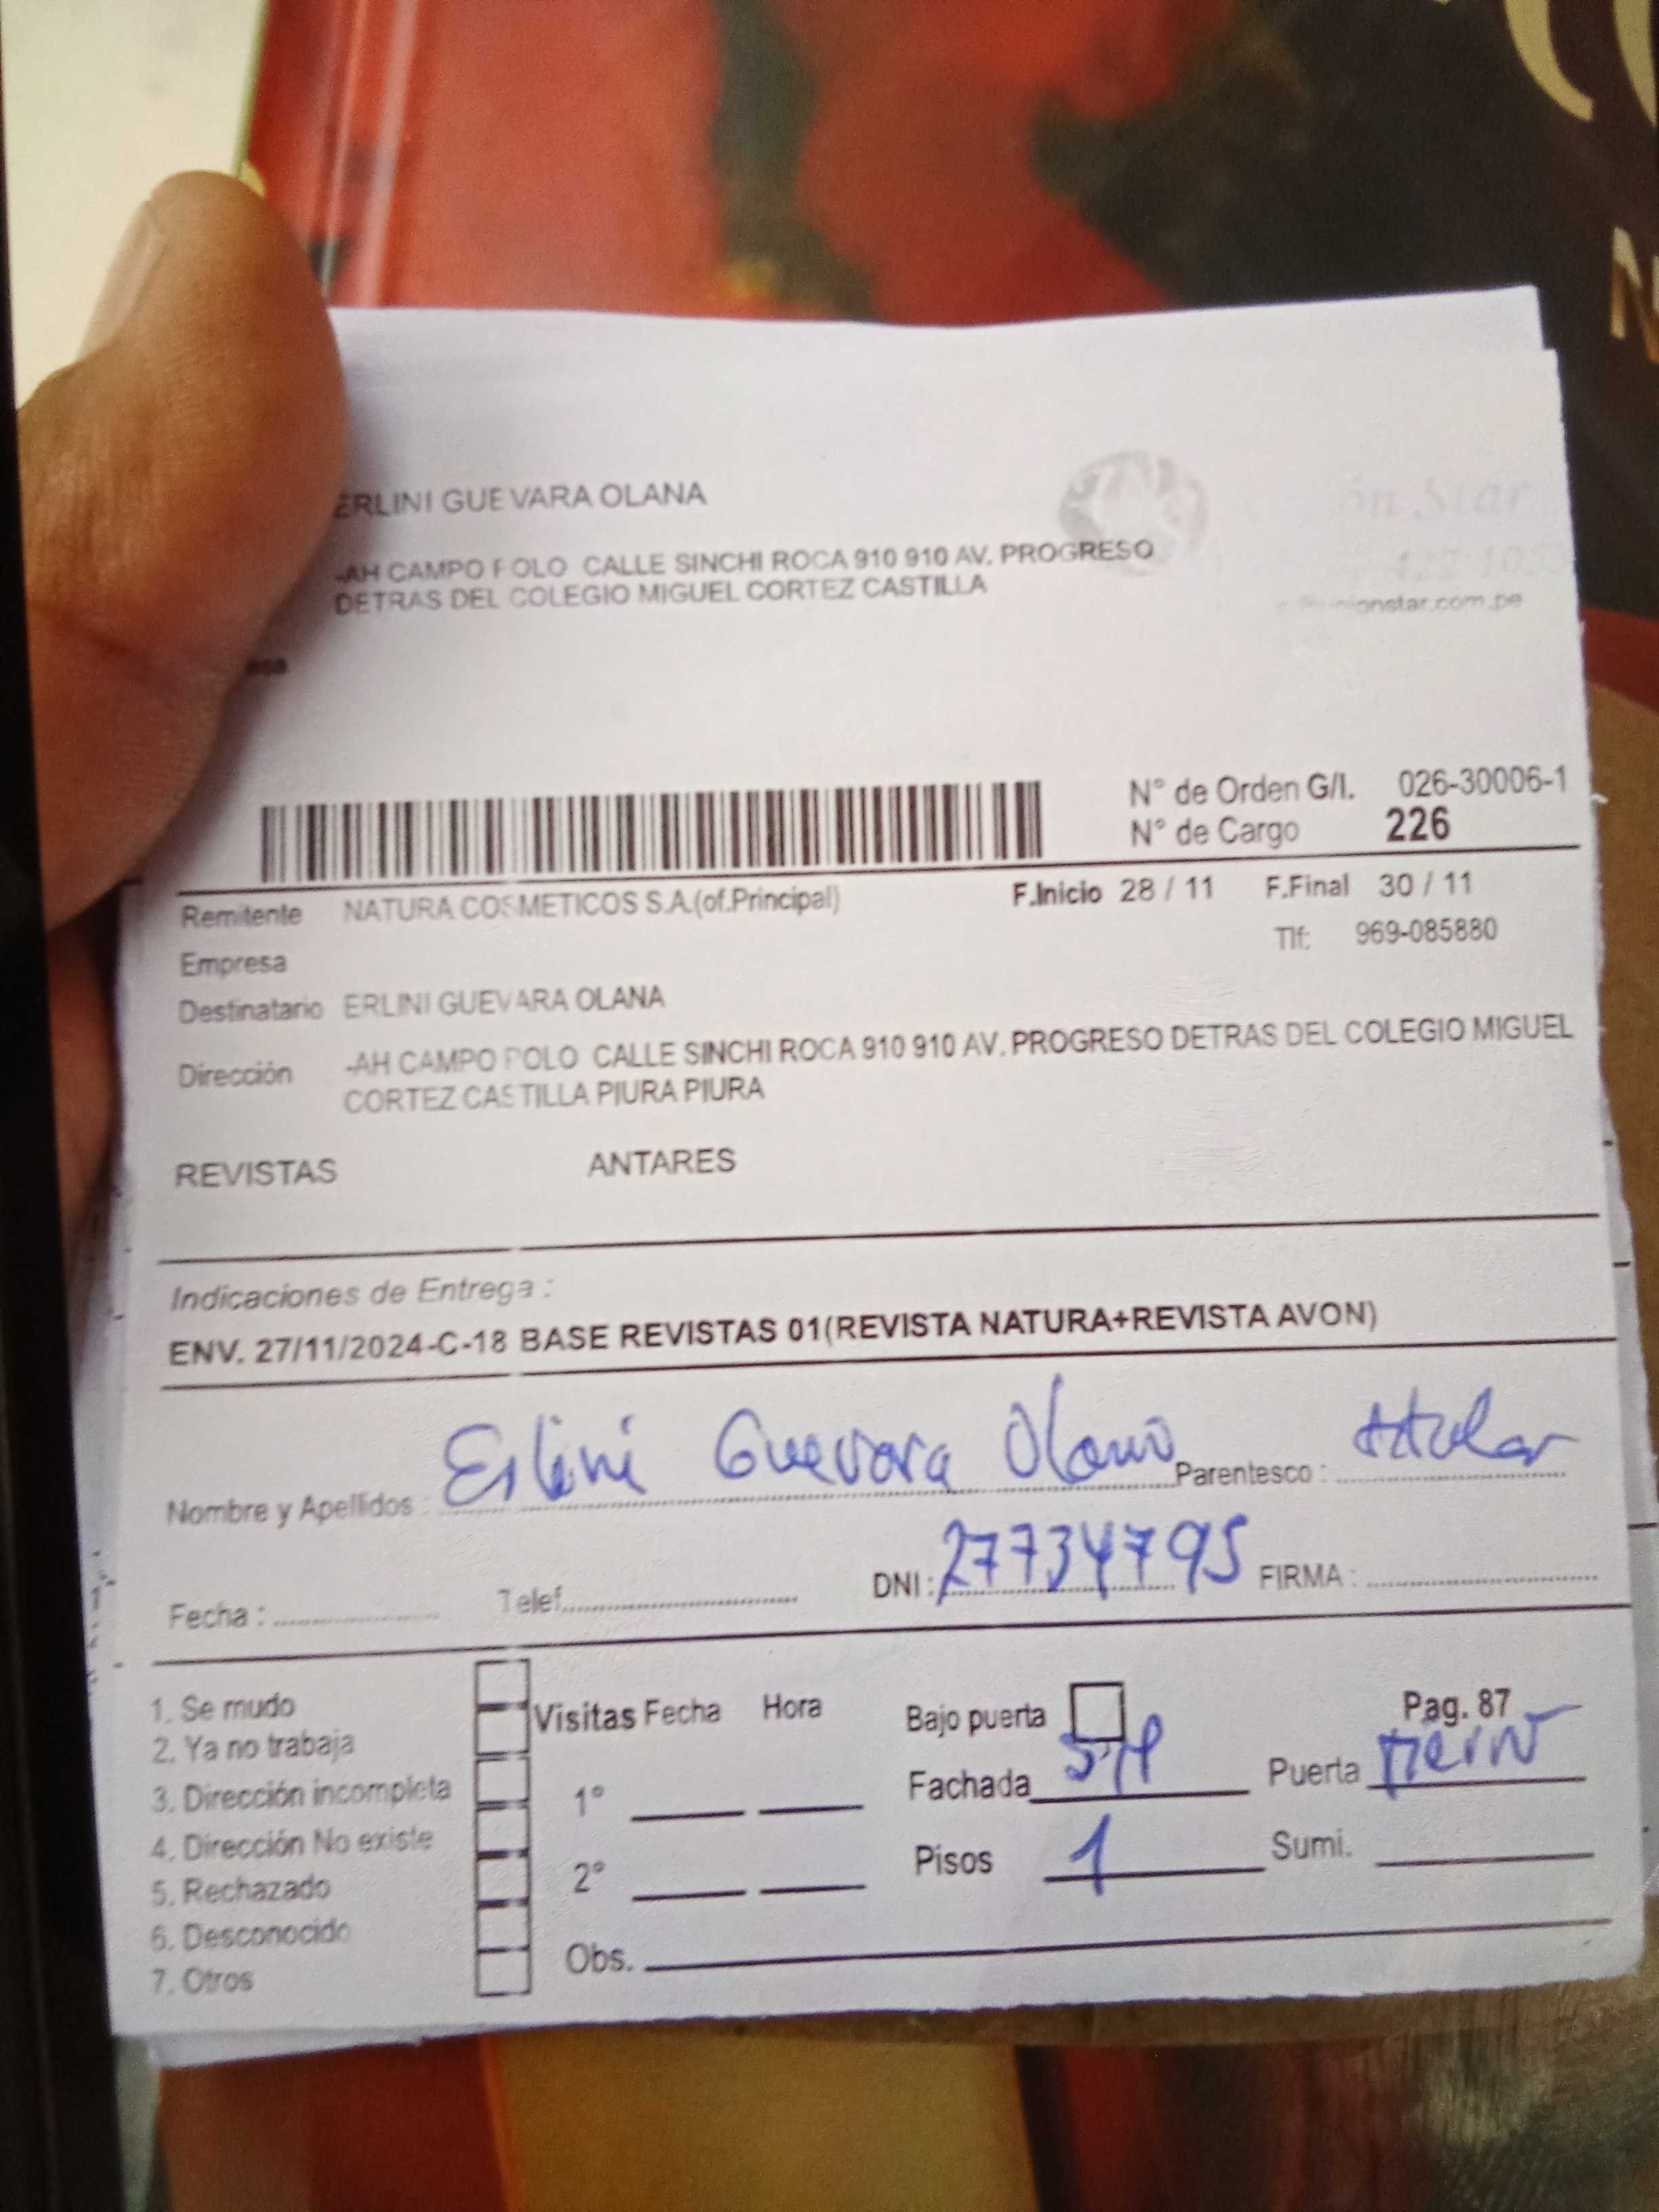 ERLINI GUEVARA OLANA
-AH CAMPO POLO CALLE SINCHI ROCA 910 910 AV. PROGRESO
DETRAS DEL COLEGIO MIGUEL CORTEZ CASTILLA
ón Star
nionstar.com.pe
N° de Orden G/I. 026-30006-1
N° de Cargo 226
Remitente NATURA COSMETICOS S.A.(of.Principal) F.Inicio 28 / 11 F.Final 30 / 11
Empresa Tlf: 969-085880
Destinatario ERLINI GUEVARA OLANA
Dirección -AH CAMPO POLO CALLE SINCHI ROCA 910 910 AV. PROGRESO DETRAS DEL COLEGIO MIGUEL
CORTEZ CASTILLA PIURA PIURA
REVISTAS ANTARES
Indicaciones de Entrega :
ENV. 27/11/2024-C-18 BASE REVISTAS 01(REVISTA NATURA+REVISTA AVON)
Nombre y Apellidos : Erlini Guevara Olano Parentesco : titular
Fecha : Telef. DNI : 27734795 FIRMA :
1. Se mudo
2. Ya no trabaja
3. Dirección incompleta
4. Dirección No existe
5. Rechazado
6. Desconocido
7. Otros
Visitas Fecha Hora
1°
2°
Obs.
Bajo puerta Pag. 87
Fachada Puerta
Pisos 1 Sumi.